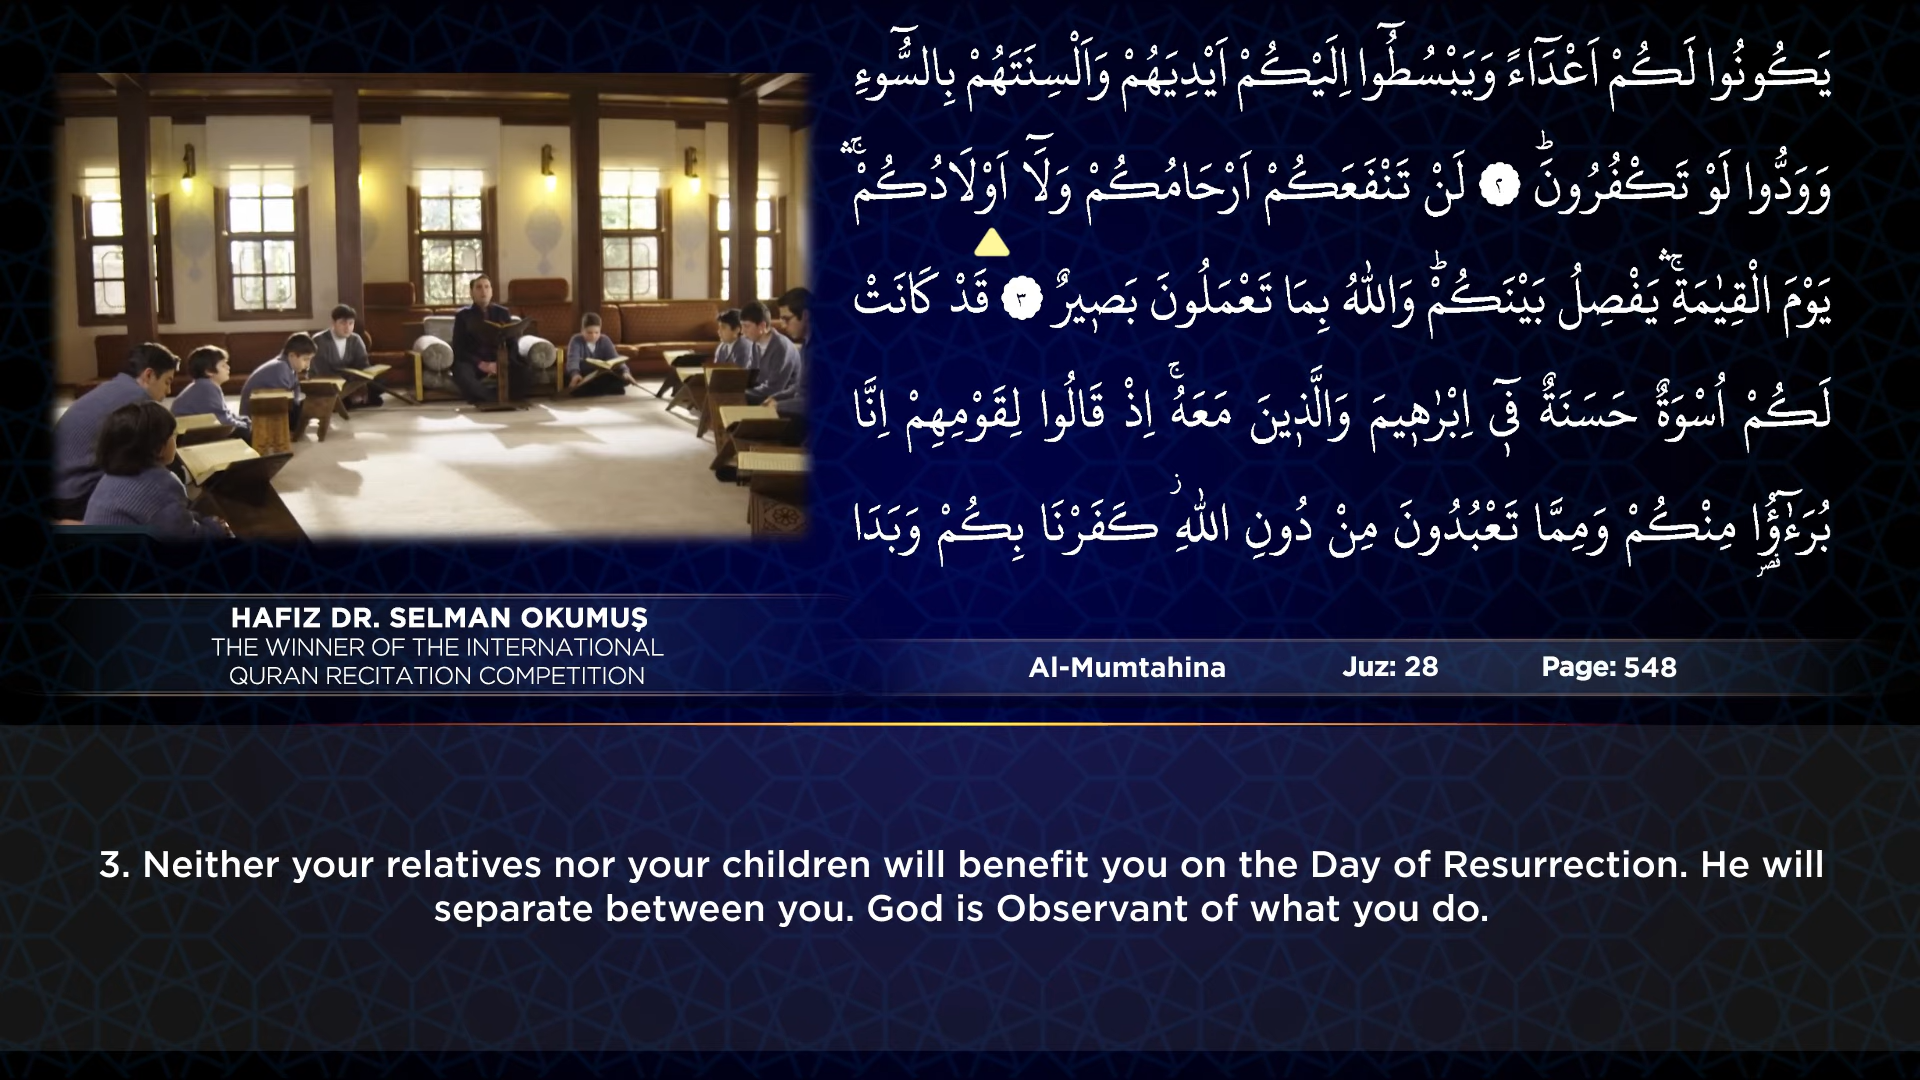 يَكُونُوا لَكُمْ اَعْدَٓاءً وَيَبْسُطُٓوا اِلَيْكُمْ اَيْدِيَهُمْ وَاَلْسِنَتَهُمْ بِالسُّٓوءِ
وَوَدُّوا لَوْ تَكْفُرُونَۜ ٢ لَنْ تَنْفَعَكُمْ اَرْحَامُكُمْ وَلَٓا اَوْلَادُكُمْۚۛ
يَوْمَ الْقِيٰمَةِۚۛ يَفْصِلُ بَيْنَكُمْۜ وَاللّٰهُ بِمَا تَعْمَلُونَ بَصٖيرٌ ٣ قَدْ كَانَتْ
لَكُمْ اُسْوَةٌ حَسَنَةٌ فٖٓي اِبْرٰهٖيمَ وَالَّذٖينَ مَعَهُۚ اِذْ قَالُوا لِقَوْمِهِمْ اِنَّا
بُرَءٰٓؤُ۬ا مِنْكُمْ وَمِمَّا تَعْبُدُونَ مِنْ دُونِ اللّٰهِؗ كَفَرْنَا بِكُمْ وَبَدَا
قصر
HAFIZ DR. SELMAN OKUMUŞ
THE WINNER OF THE INTERNATIONAL
QURAN RECITATION COMPETITION
Al-Mumtahina Juz: 28 Page: 548
3. Neither your relatives nor your children will benefit you on the Day of Resurrection. He will
separate between you. God is Observant of what you do.